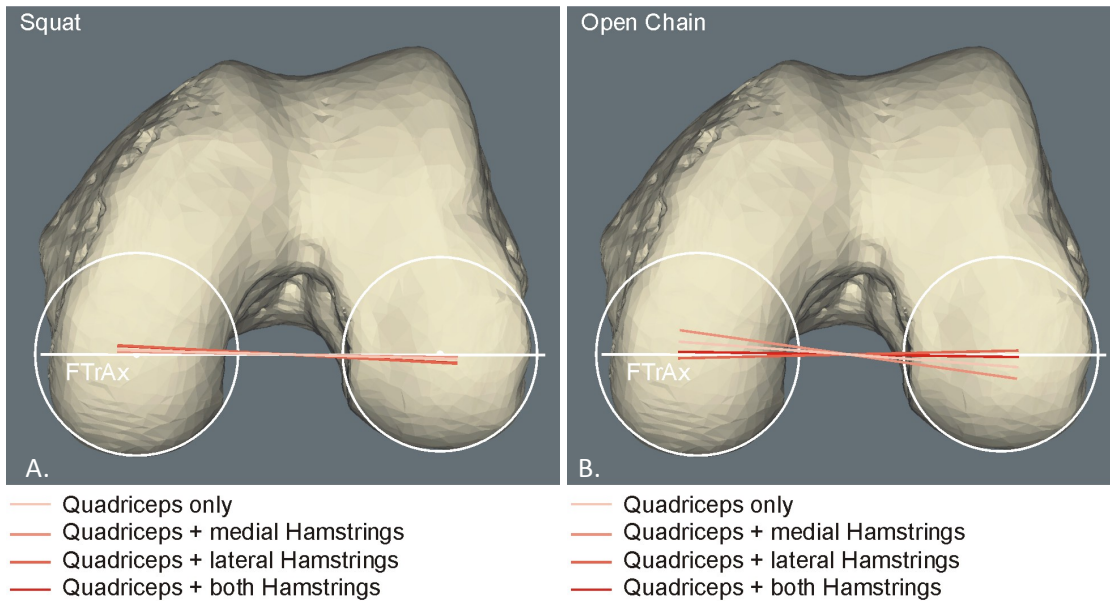 Squat
FTrAx
A.
Quadriceps only
Quadriceps + medial Hamstrings
Quadriceps + lateral Hamstrings
Quadriceps + both Hamstrings
Open Chain
FTrAx
B.
Quadriceps only
Quadriceps + medial Hamstrings
Quadriceps + lateral Hamstrings
Quadriceps + both Hamstrings